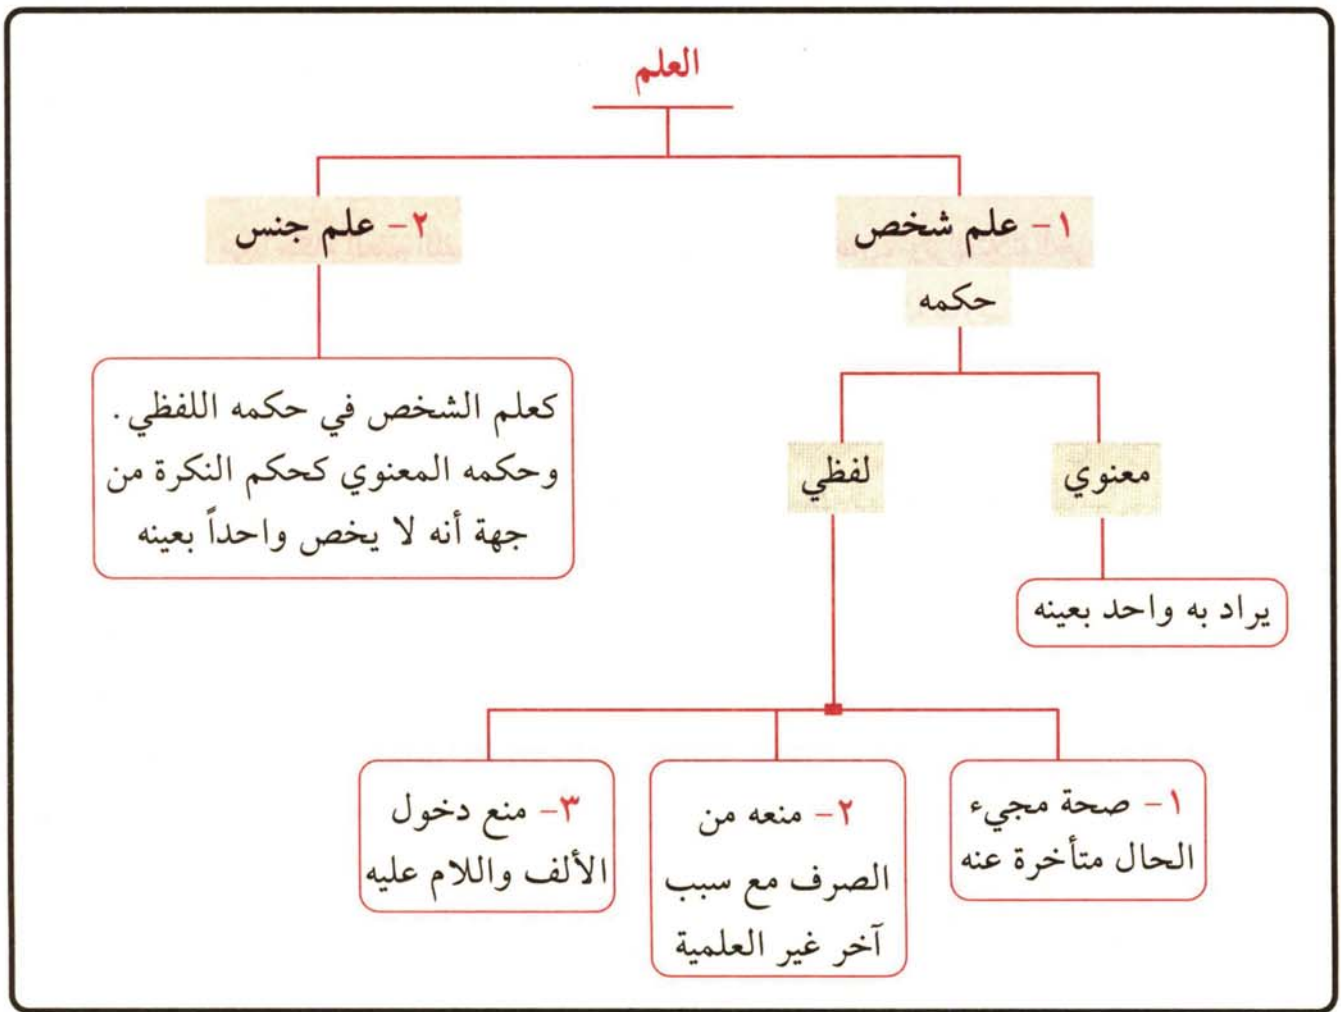 العلم
١- علم شخص
حكمه
معنوي
يراد به واحد بعينه
لفظي
١- صحة مجيء
الحال متأخرة عنه
٢- منعه من
الصرف مع سبب
آخر غير العلمية
٣- منع دخول
الألف واللام عليه
٢- علم جنس
كعلم الشخص في حكمه اللفظي.
وحكمه المعنوي كحكم النكرة من
جهة أنه لا يخص واحداً بعينه